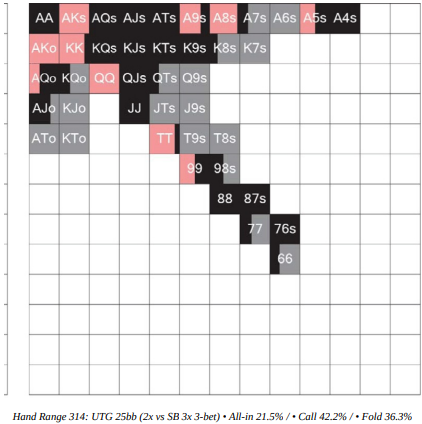 AA AKs AQs AJs ATs A9s A8s A7s A6s A5s A4s
AKo KK KQs KJs KTs K9s K8s K7s
AQo KQo QQ QJs QTs Q9s
AJo KJo JJ JTs J9s
ATo KTo TT T9s T8s
99 98s
88 87s
77 76s
66
Hand Range 314: UTG 25bb (2x vs SB 3x 3-bet) • All-in 21.5% / • Call 42.2% / • Fold 36.3%